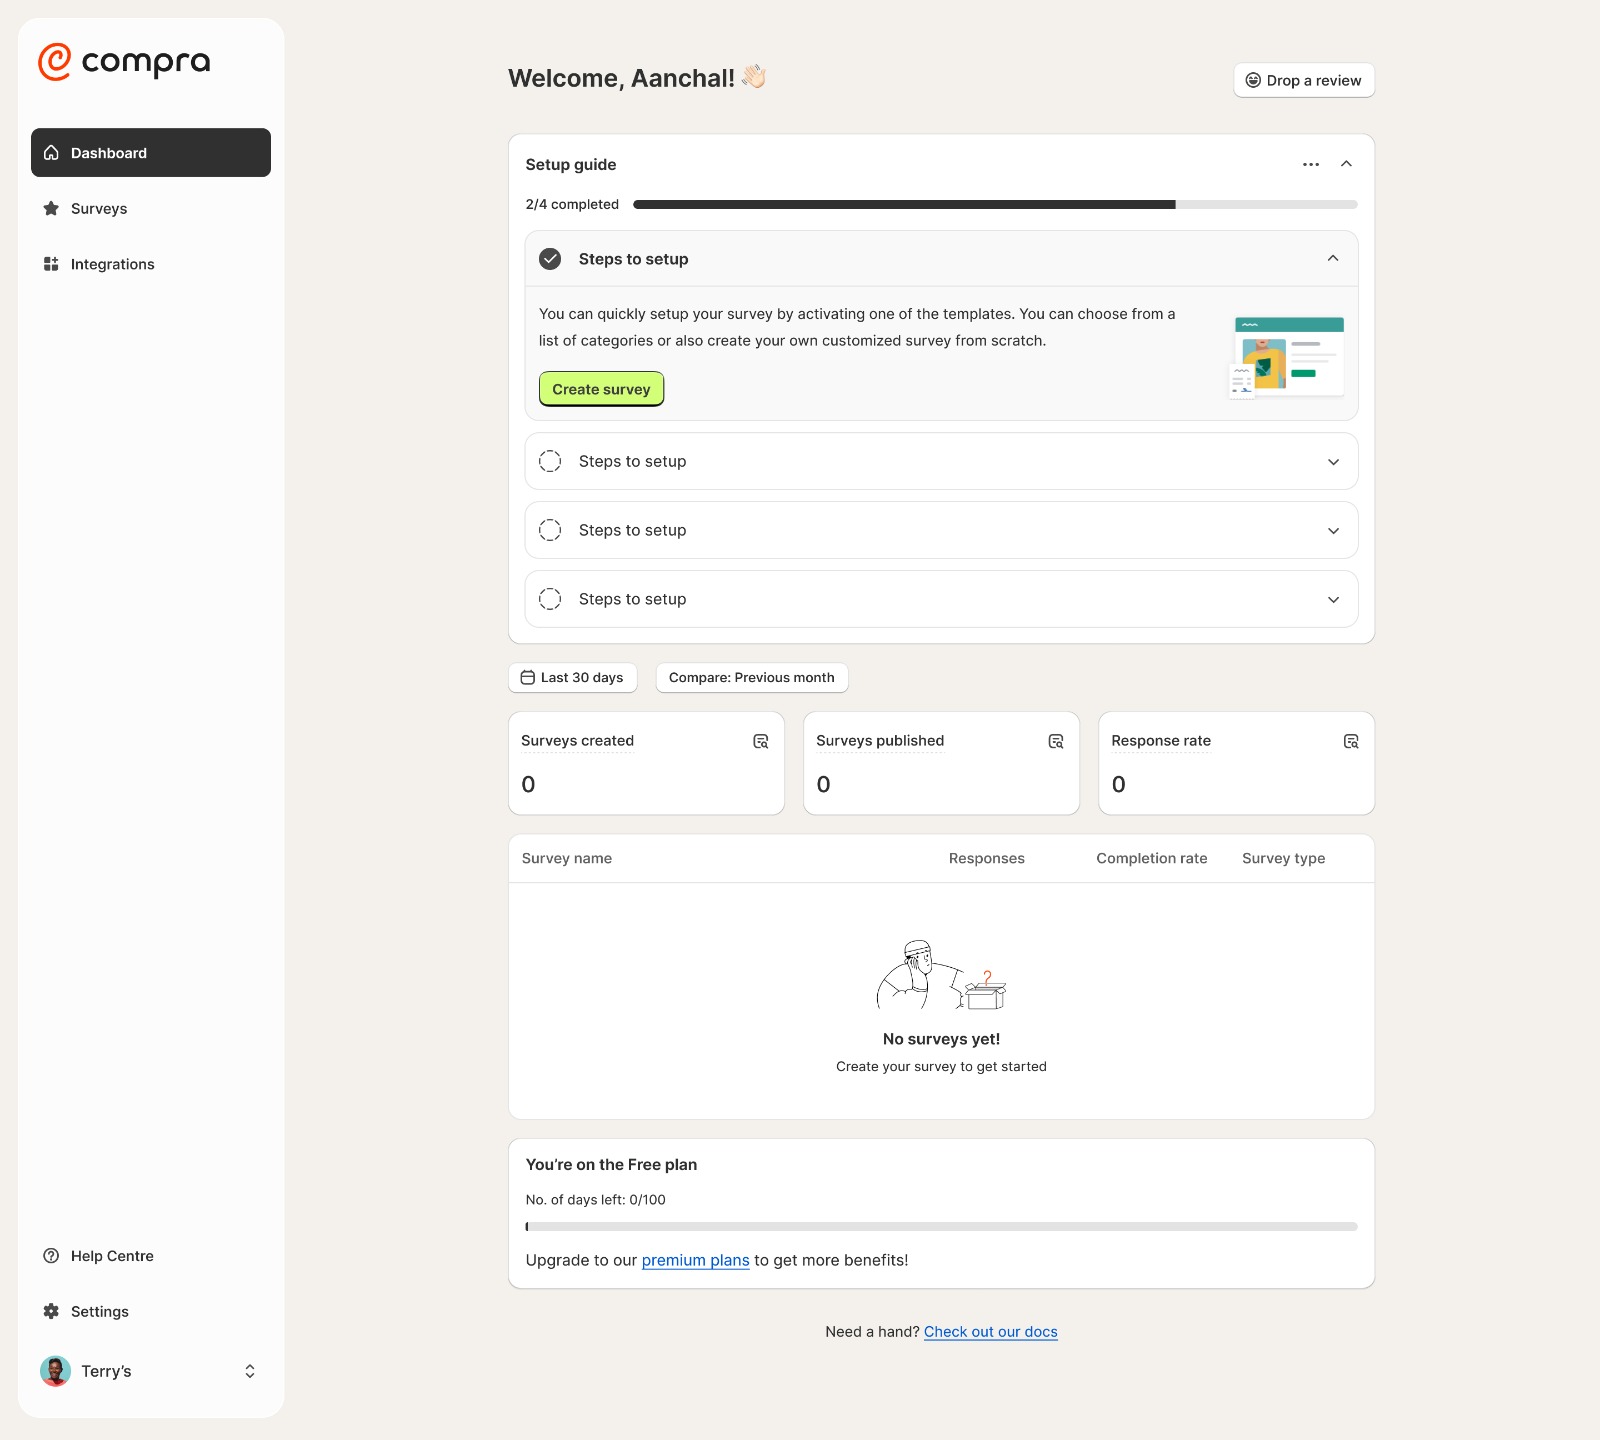 compra
Dashboard
Surveys
Integrations
Help Centre
Settings
Terry’s
Welcome, Aanchal! 👋🏻
Drop a review
Setup guide
2/4 completed
Steps to setup
You can quickly setup your survey by activating one of the templates. You can choose from a
list of categories or also create your own customized survey from scratch.
Create survey
Steps to setup
Steps to setup
Steps to setup
Last 30 days
Compare: Previous month
Surveys created
0
Surveys published
0
Response rate
0
Survey name Responses Completion rate Survey type
?
No surveys yet!
Create your survey to get started
You’re on the Free plan
No. of days left: 0/100
Upgrade to our premium plans to get more benefits!
Need a hand? Check out our docs